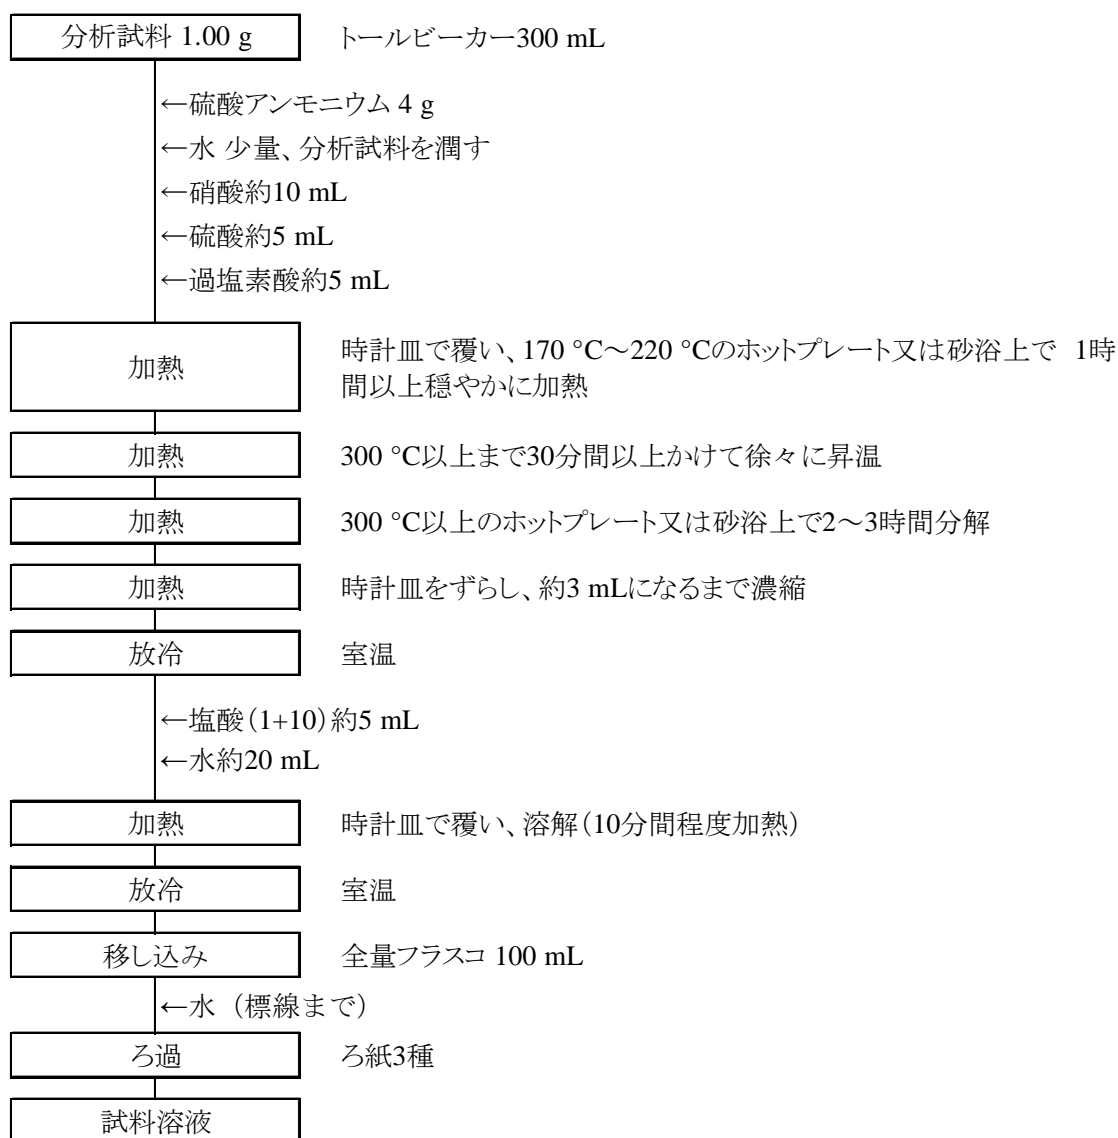 分析試料 1.00 g トールビーカー300 mL
←硫酸アンモニウム 4 g
←水 少量、分析試料を潤す
←硝酸約10 mL
←硫酸約5 mL
←過塩素酸約5 mL
加熱 時計皿で覆い、170 °C～220 °Cのホットプレート又は砂浴上で 1時
間以上穏やかに加熱
加熱 300 °C以上まで30分間以上かけて徐々に昇温
加熱 300 °C以上のホットプレート又は砂浴上で2～3時間分解
加熱 時計皿をずらし、約3 mLになるまで濃縮
放冷 室温
←塩酸（1+10）約5 mL
←水約20 mL
加熱 時計皿で覆い、溶解（10分間程度加熱）
放冷 室温
移し込み 全量フラスコ 100 mL
←水（標線まで）
ろ過 ろ紙3種
試料溶液